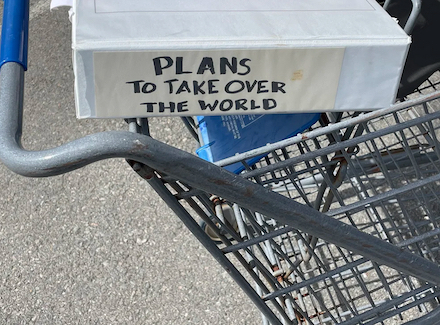 PLANS
TO TAKE OVER
THE WORLD